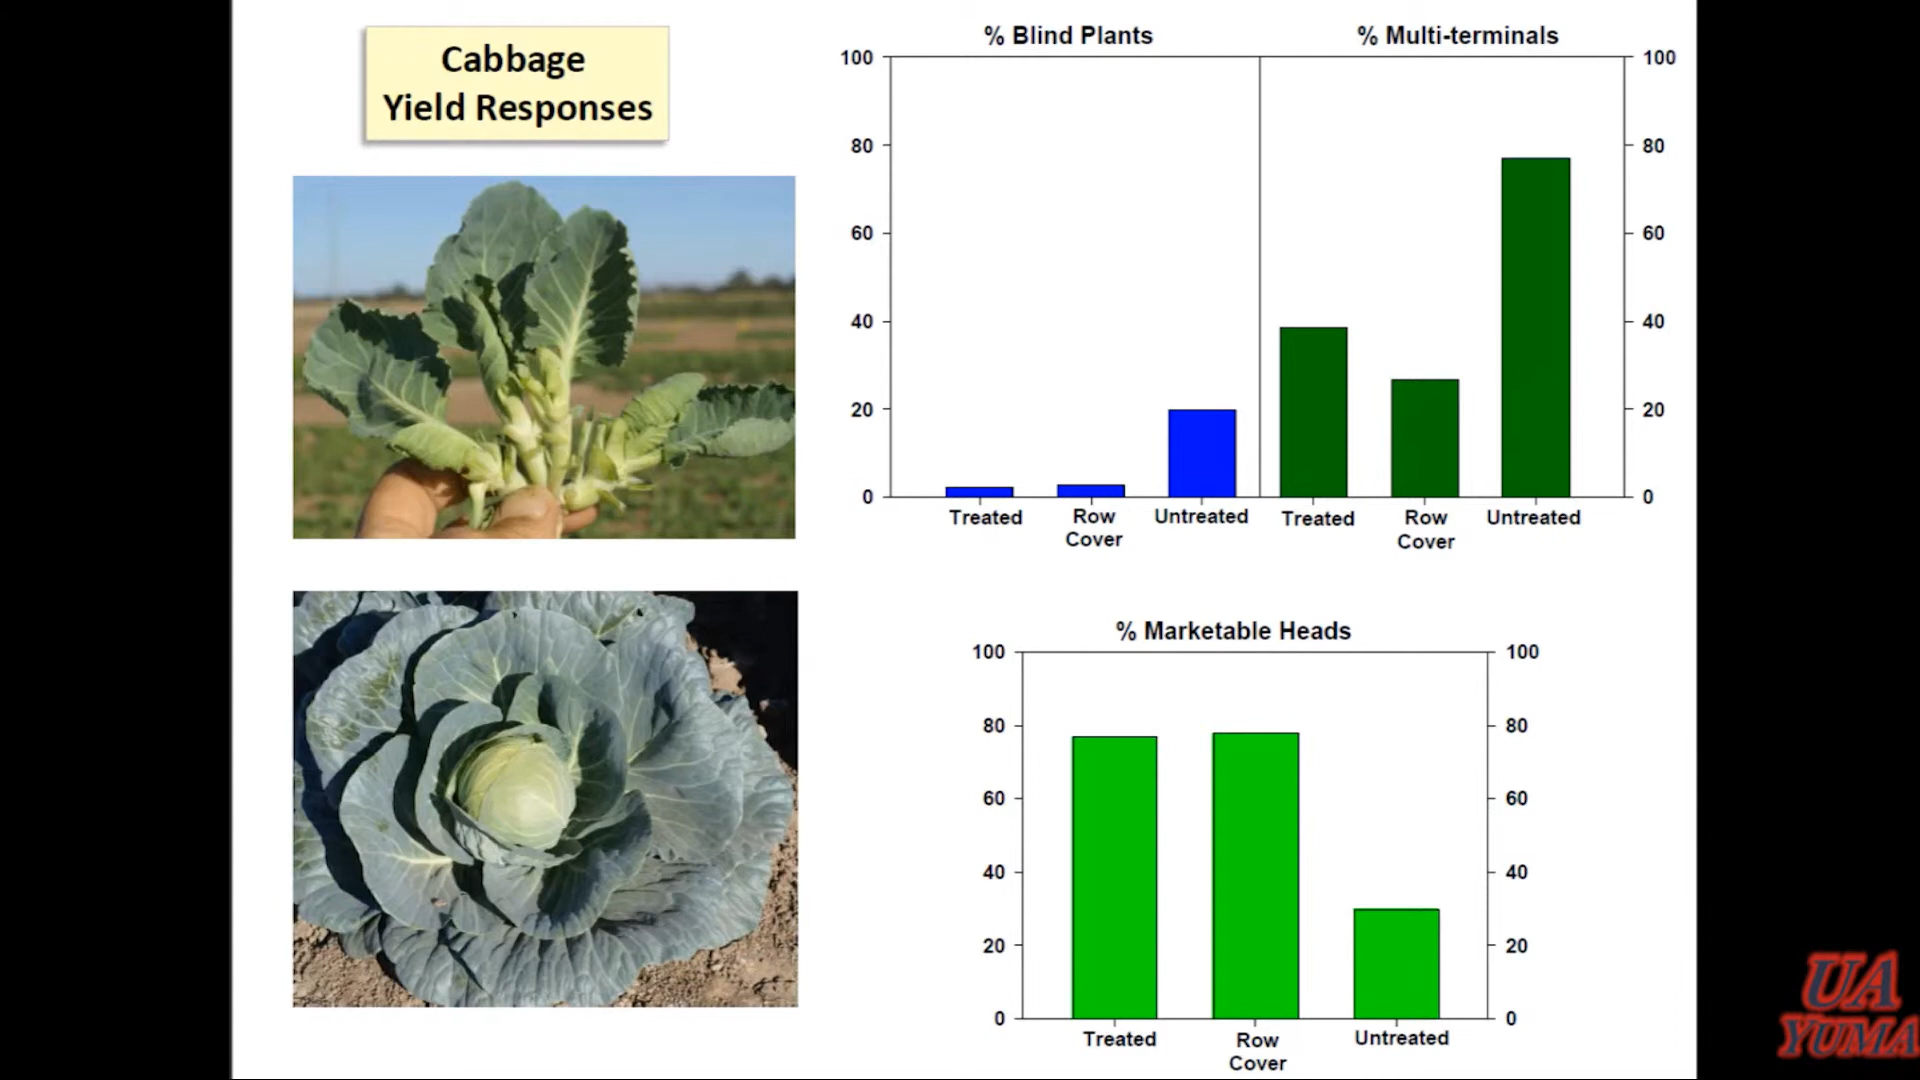 Cabbage
Yield Responses
% Blind Plants
% Multi-terminals
100
80
60
40
20
0
100
80
60
40
20
0
Treated
Row
Cover
Untreated
Treated
Row
Cover
Untreated
% Marketable Heads
100
80
60
40
20
0
100
80
60
40
20
0
Treated
Row
Cover
Untreated
UA
YUMA